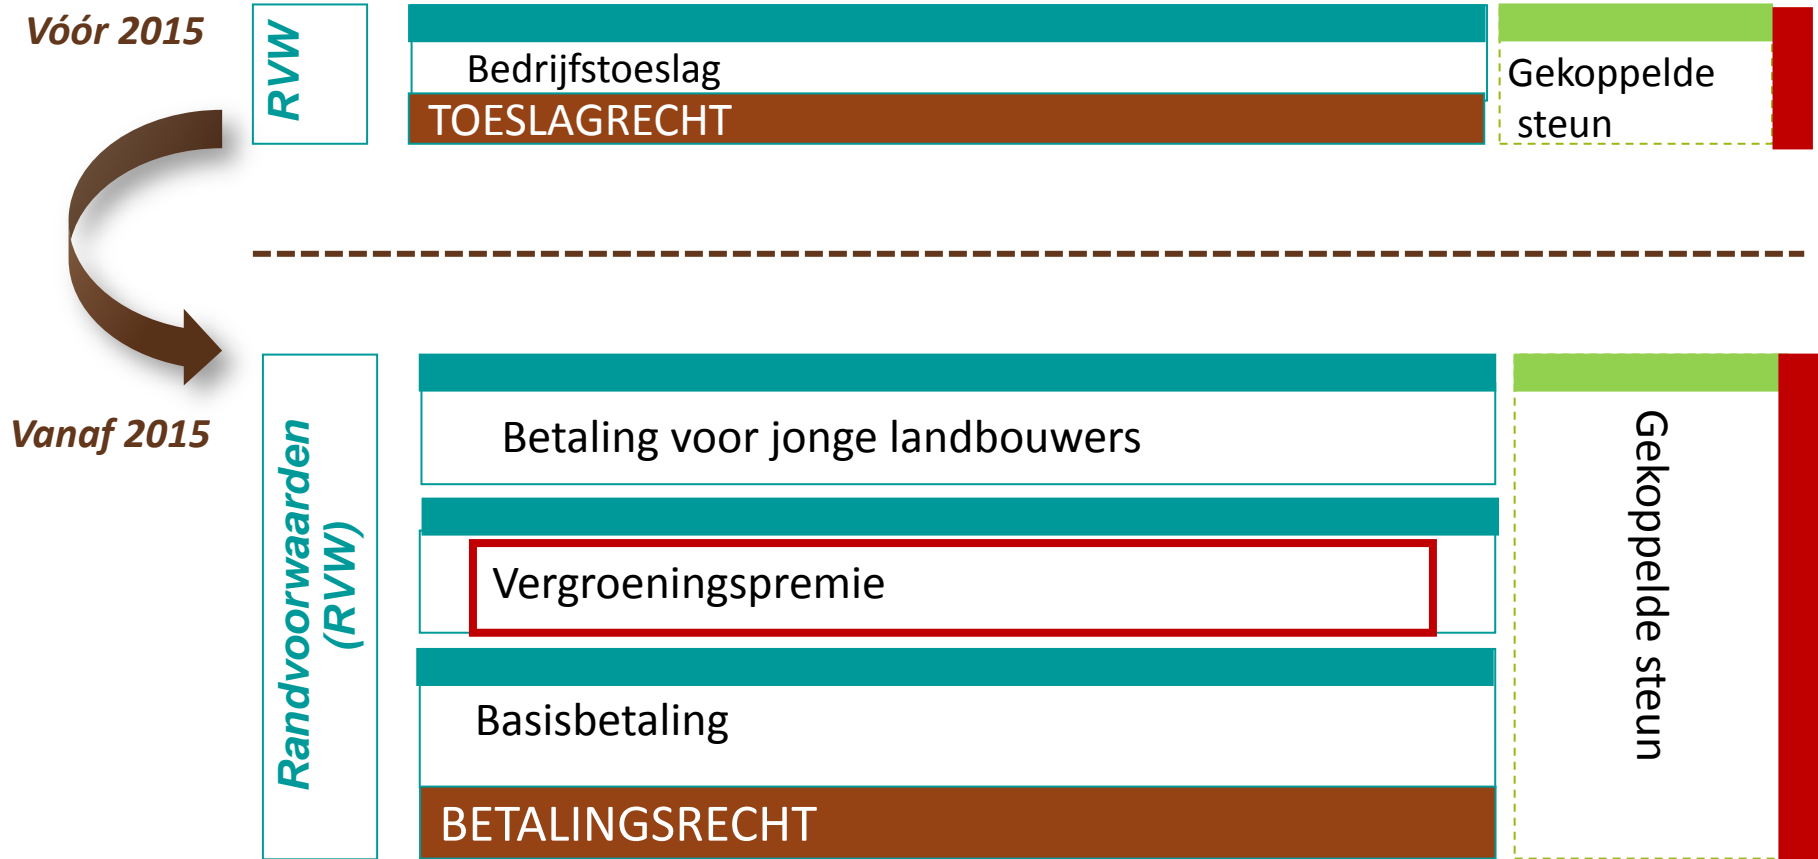 Vóór 2015
RVW
Bedrijfstoeslag
TOESLAGRECHT
Gekoppelde
steun
Vanaf 2015
Randvoorwaarden
(RVW)
Betaling voor jonge landbouwers
Vergroeningspremie
Basisbetaling
BETALINGSRECHT
Gekoppelde steun